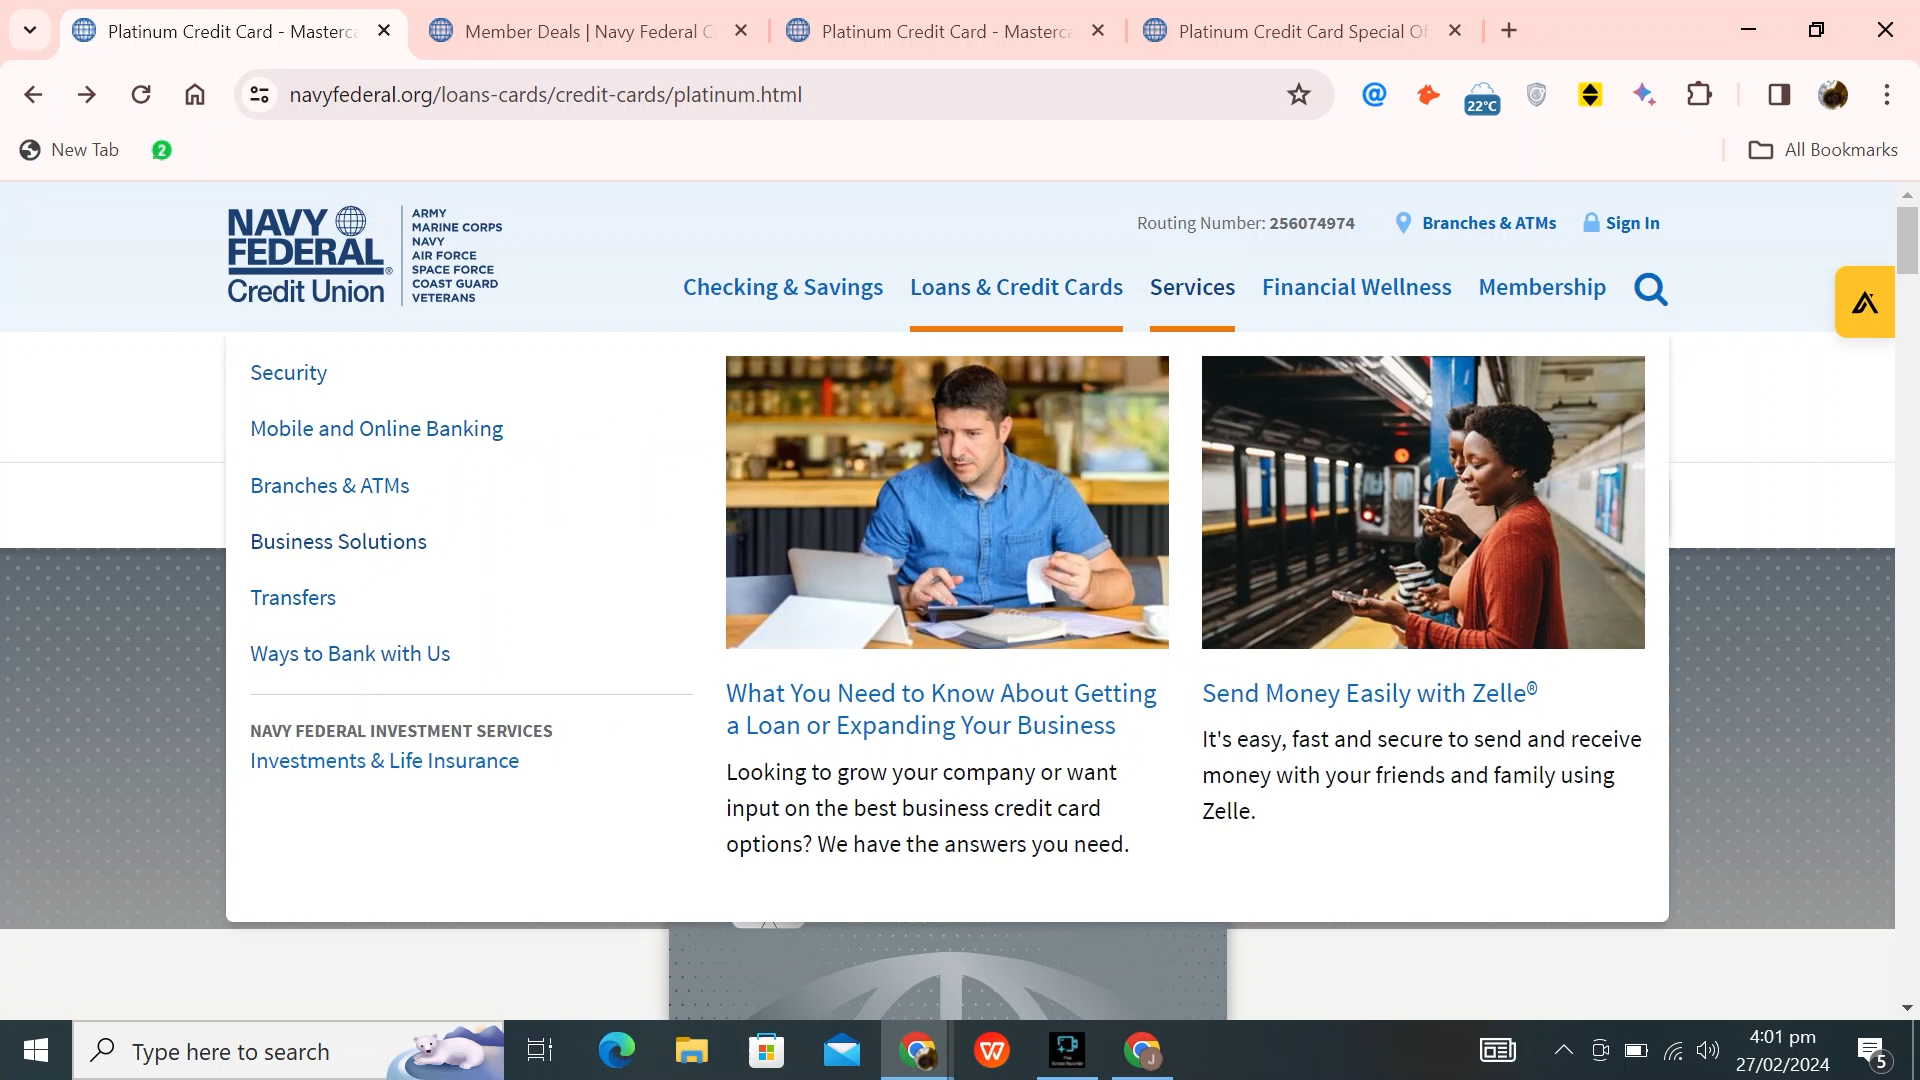 Platinum Credit Card - Masterca
Member Deals | Navy Federal C
Platinum Credit Card - Masterca
Platinum Credit Card Special Of
navyfederal.org/loans-cards/credit-cards/platinum.html
22°C
New Tab
2
All Bookmarks
NAVY
FEDERAL®
Credit Union
ARMY
MARINE CORPS
NAVY
AIR FORCE
SPACE FORCE
COAST GUARD
VETERANS
Routing Number: 256074974
Branches & ATMs
Sign In
Checking & Savings
Loans & Credit Cards
Services
Financial Wellness
Membership
Security
Mobile and Online Banking
Branches & ATMs
Business Solutions
Transfers
Ways to Bank with Us
NAVY FEDERAL INVESTMENT SERVICES
Investments & Life Insurance
What You Need to Know About Getting
a Loan or Expanding Your Business
Looking to grow your company or want
input on the best business credit card
options? We have the answers you need.
Send Money Easily with Zelle®
It's easy, fast and secure to send and receive
money with your friends and family using
Zelle.
Type here to search
4:01 pm
27/02/2024
5